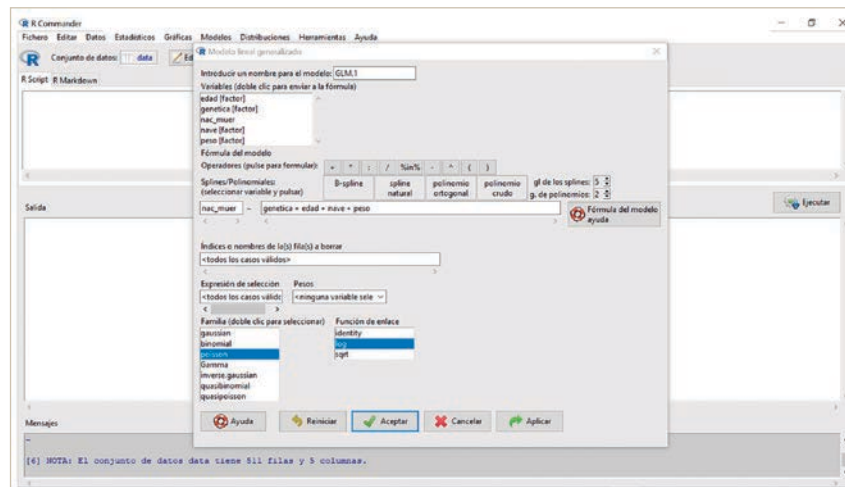 R Commander
Fichero Editar Datos Estadísticos Gráficas Modelos Distribuciones Herramientas Ayuda
Conjunto de datos: data Ed
R Script R Markdown
Modelo lineal generalizado
Introducir un nombre para el modelo: GLM.1
Variables (doble clic para enviar a la fórmula)
edad [factor]
genetica [factor]
nac_muer
nave [factor]
peso [factor]
Fórmula del modelo
Operadores (pulse para formular): + * : / %in% - ^ ( )
Splines/Polinomiales:
(seleccionar variable y pulsar)
B-spline
spline natural
polinomio ortogonal
polinomio crudo
gl de los splines: 5
g. de polinomios: 2
nac_muer ~ genetica + edad + nave + peso
Fórmula del modelo
ayuda
Índices o nombres de la(s) fila(s) a borrar
<todos los casos válidos>
Expresión de selección Pesos
<todos los casos válidc <ninguna variable sele
Familia (doble clic para seleccionar) Función de enlace
gaussian
binomial
poisson
Gamma
inverse.gaussian
quasibinomial
quasipoisson
identity
log
sqrt
Ayuda Reiniciar Aceptar Cancelar Aplicar
Salida
Ejecutar
Mensajes
[6] NOTA: El conjunto de datos data tiene 511 filas y 5 columnas.